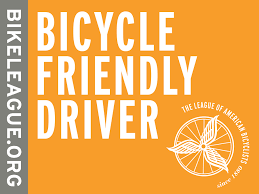 BIKELEAGUE.ORG
BICYCLE
FRIENDLY
DRIVER
THE LEAGUE OF AMERICAN BICYCLISTS
since 1880